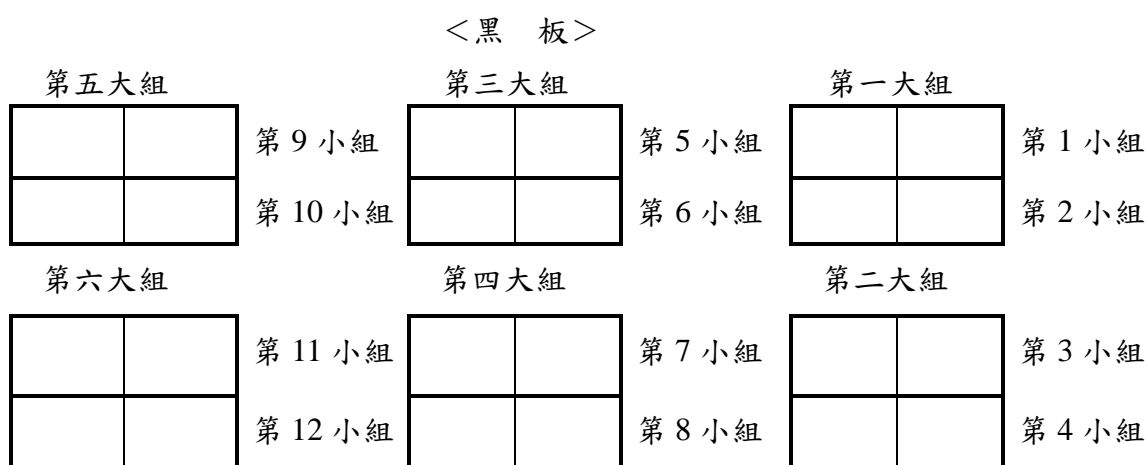 <黑 板>
第五大組 第三大組 第一大組
第 9 小組 第 5 小組 第 1 小組
第 10 小組 第 6 小組 第 2 小組
第六大組 第四大組 第二大組
第 11 小組 第 7 小組 第 3 小組
第 12 小組 第 8 小組 第 4 小組